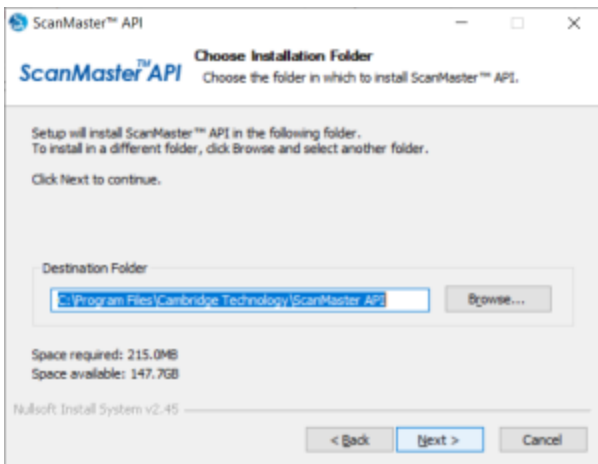 ScanMaster™ API
ScanMaster™API
Choose Installation Folder
Choose the folder in which to install ScanMaster™ API.
Setup will install ScanMaster™ API in the following folder.
To install in a different folder, click Browse and select another folder.
Click Next to continue.
Destination Folder
C:\Program Files\Cambridge Technology\ScanMaster API
Browse...
Space required: 215.0MB
Space available: 147.7GB
Nullsoft Install System v2.45
< Back
Next >
Cancel